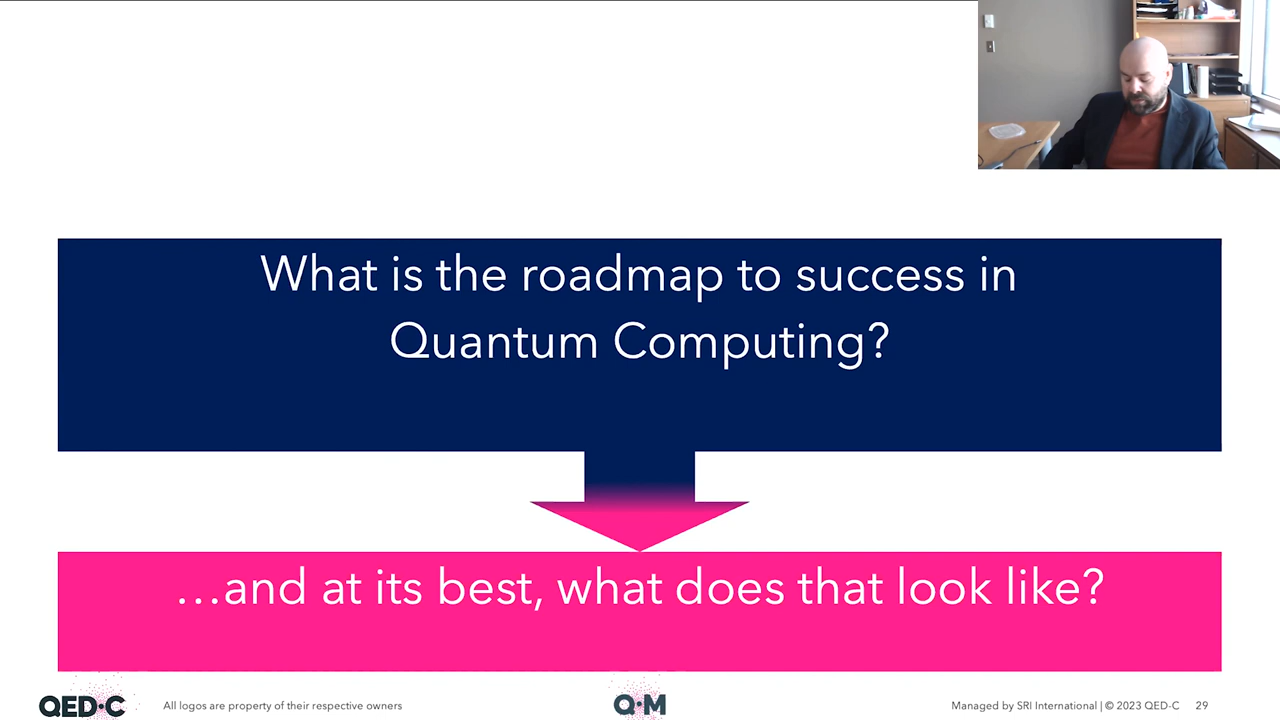 What is the roadmap to success in
Quantum Computing?
…and at its best, what does that look like?
QED·C
All logos are property of their respective owners
Q·M
Managed by SRI International | © 2023 QED-C
29